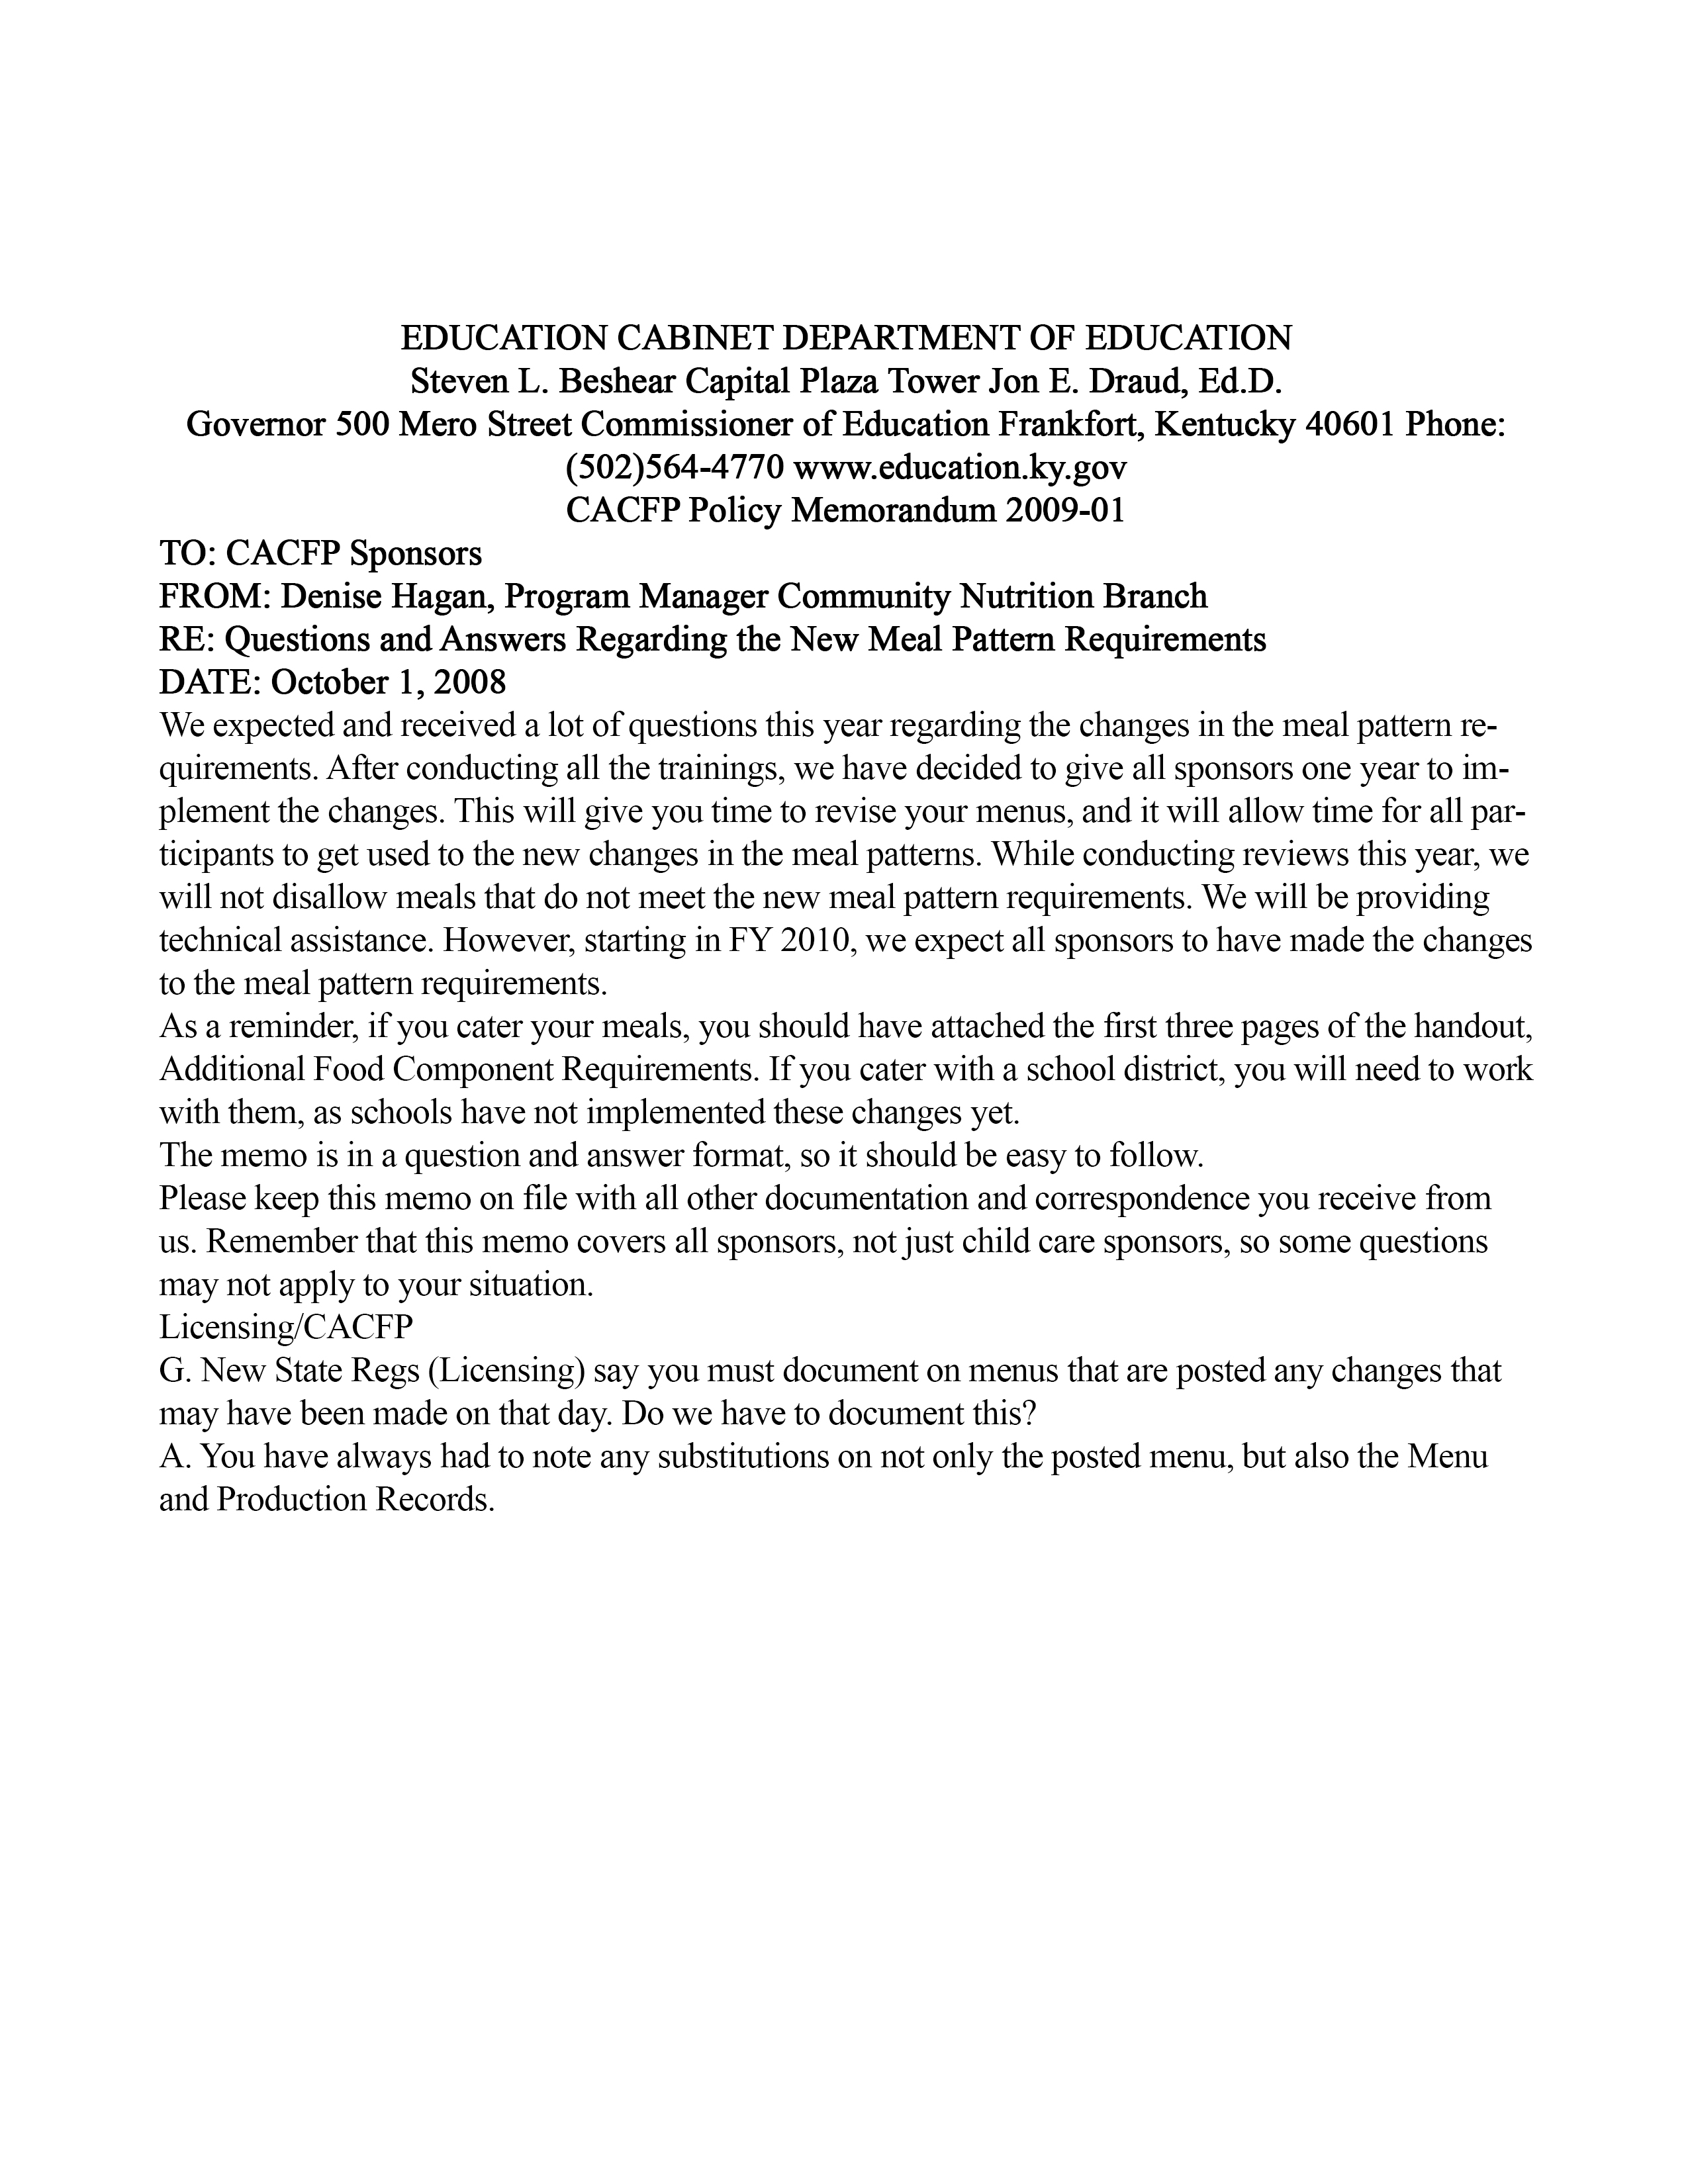 EDUCATION CABINET DEPARTMENT OF EDUCATION
Steven L. Beshear Capital Plaza Tower Jon E. Draud, Ed.D.
Governor 500 Mero Street Commissioner of Education Frankfort, Kentucky 40601 Phone:
(502)564-4770 www.education.ky.gov
CACFP Policy Memorandum 2009-01
TO: CACFP Sponsors
FROM: Denise Hagan, Program Manager Community Nutrition Branch
RE: Questions and Answers Regarding the New Meal Pattern Requirements
DATE: October 1, 2008
We expected and received a lot of questions this year regarding the changes in the meal pattern re-
quirements. After conducting all the trainings, we have decided to give all sponsors one year to im-
plement the changes. This will give you time to revise your menus, and it will allow time for all par-
ticipants to get used to the new changes in the meal patterns. While conducting reviews this year, we
will not disallow meals that do not meet the new meal pattern requirements. We will be providing
technical assistance. However, starting in FY 2010, we expect all sponsors to have made the changes
to the meal pattern requirements.
As a reminder, if you cater your meals, you should have attached the first three pages of the handout,
Additional Food Component Requirements. If you cater with a school district, you will need to work
with them, as schools have not implemented these changes yet.
The memo is in a question and answer format, so it should be easy to follow.
Please keep this memo on file with all other documentation and correspondence you receive from
us. Remember that this memo covers all sponsors, not just child care sponsors, so some questions
may not apply to your situation.
Licensing/CACFP
G. New State Regs (Licensing) say you must document on menus that are posted any changes that
may have been made on that day. Do we have to document this?
A. You have always had to note any substitutions on not only the posted menu, but also the Menu
and Production Records.